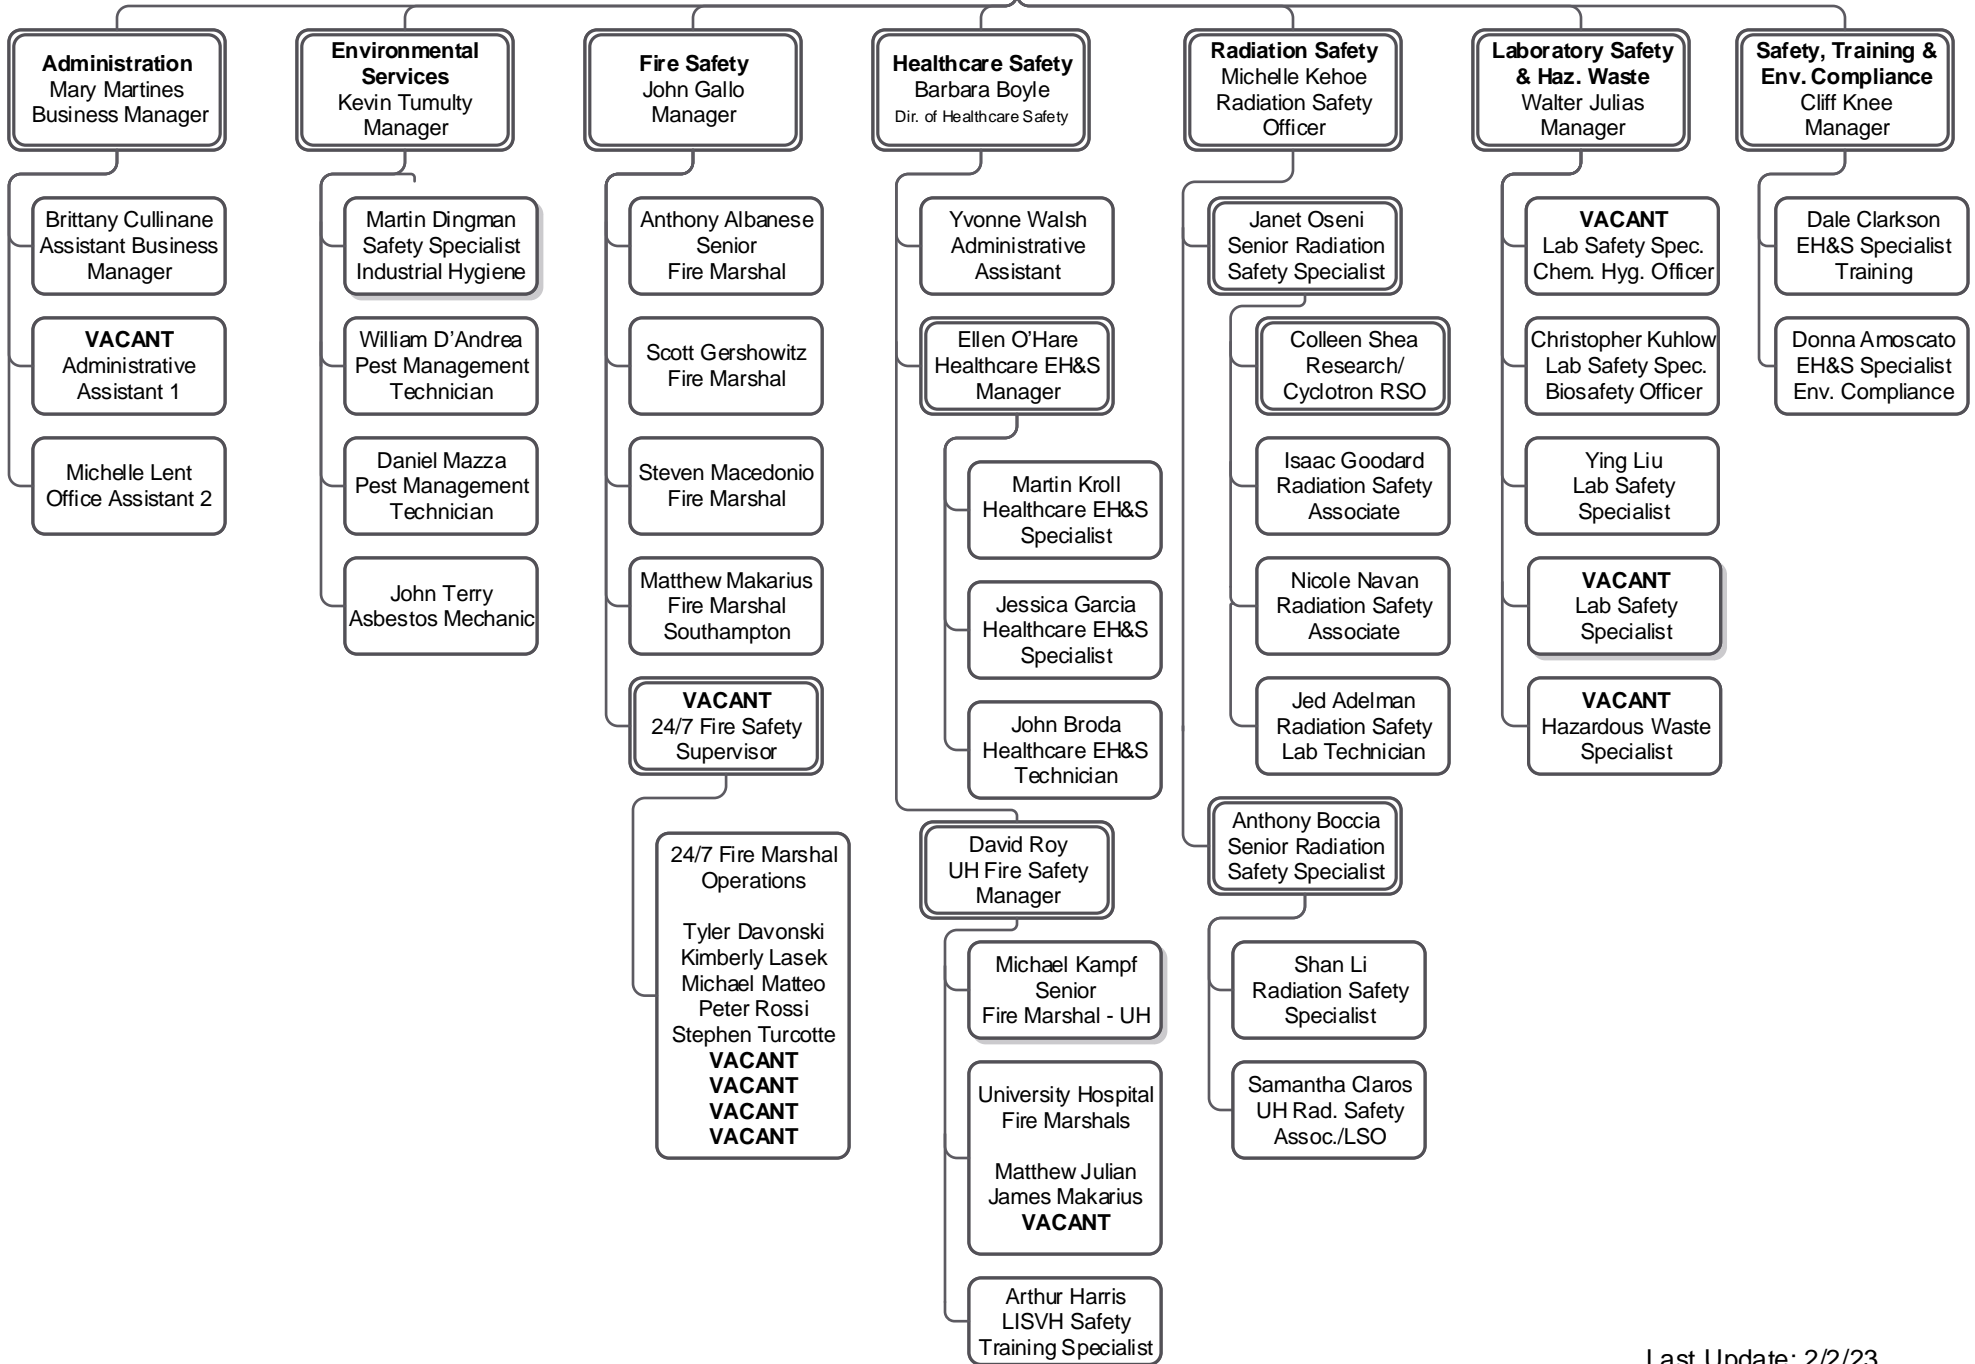 Administration
Mary Martines
Business Manager
Brittany Cullinane
Assistant Business
Manager
VACANT
Administrative
Assistant 1
Michelle Lent
Office Assistant 2
Environmental
Services
Kevin Tumulty
Manager
Martin Dingman
Safety Specialist
Industrial Hygiene
William D’Andrea
Pest Management
Technician
Daniel Mazza
Pest Management
Technician
John Terry
Asbestos Mechanic
Fire Safety
John Gallo
Manager
Anthony Albanese
Senior
Fire Marshal
Scott Gershowitz
Fire Marshal
Steven Macedonio
Fire Marshal
Matthew Makarius
Fire Marshal
Southampton
VACANT
24/7 Fire Safety
Supervisor
24/7 Fire Marshal
Operations
Tyler Davonski
Kimberly Lasek
Michael Matteo
Peter Rossi
Stephen Turcotte
VACANT
VACANT
VACANT
VACANT
Healthcare Safety
Barbara Boyle
Dir. of Healthcare Safety
Yvonne Walsh
Administrative
Assistant
Ellen O’Hare
Healthcare EH&S
Manager
Martin Kroll
Healthcare EH&S
Specialist
Jessica Garcia
Healthcare EH&S
Specialist
John Broda
Healthcare EH&S
Technician
David Roy
UH Fire Safety
Manager
Michael Kampf
Senior
Fire Marshal - UH
University Hospital
Fire Marshals
Matthew Julian
James Makarius
VACANT
Arthur Harris
LISVH Safety
Training Specialist
Radiation Safety
Michelle Kehoe
Radiation Safety
Officer
Janet Oseni
Senior Radiation
Safety Specialist
Colleen Shea
Research/
Cyclotron RSO
Isaac Goodard
Radiation Safety
Associate
Nicole Navan
Radiation Safety
Associate
Jed Adelman
Radiation Safety
Lab Technician
Anthony Boccia
Senior Radiation
Safety Specialist
Shan Li
Radiation Safety
Specialist
Samantha Claros
UH Rad. Safety
Assoc./LSO
Laboratory Safety
& Haz. Waste
Walter Julias
Manager
VACANT
Lab Safety Spec.
Chem. Hyg. Officer
Christopher Kuhlow
Lab Safety Spec.
Biosafety Officer
Ying Liu
Lab Safety
Specialist
VACANT
Lab Safety
Specialist
VACANT
Hazardous Waste
Specialist
Safety, Training &
Env. Compliance
Cliff Knee
Manager
Dale Clarkson
EH&S Specialist
Training
Donna Amoscato
EH&S Specialist
Env. Compliance
Last Update: 2/2/23